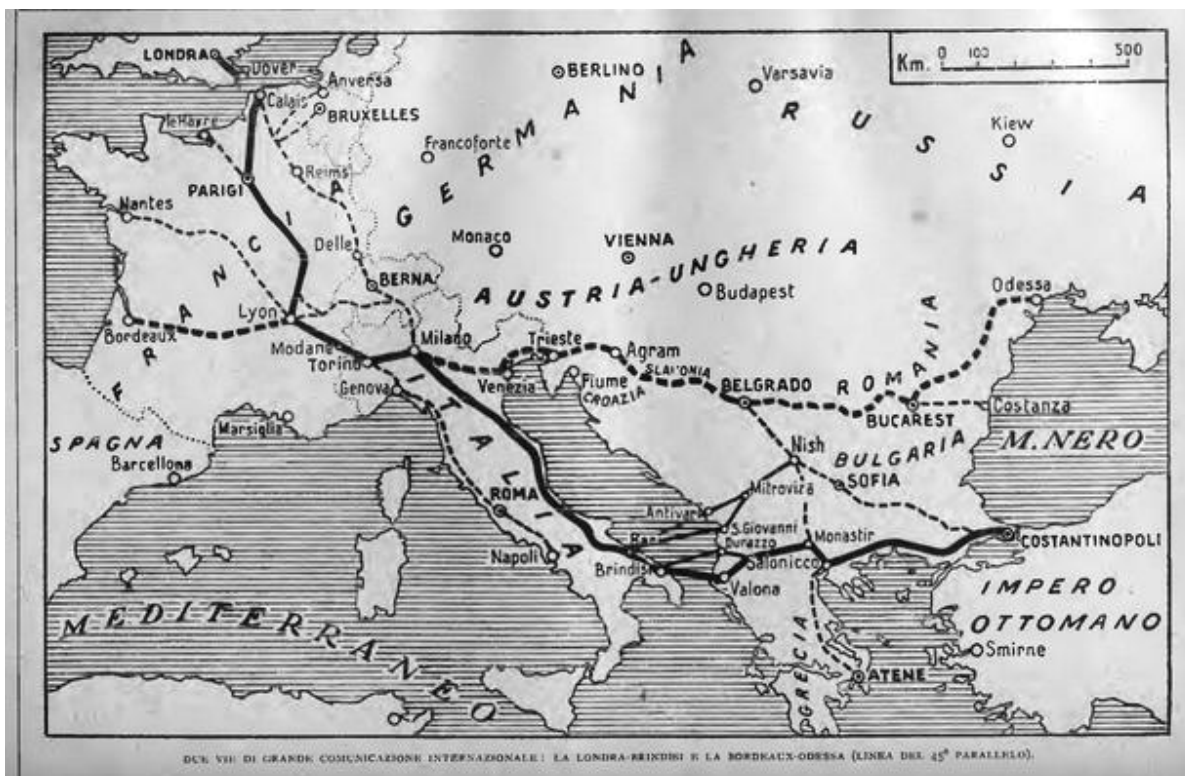 LONDRA
Dover
Anversa
Calais
BRUXELLES
le Havre
Reims
PARIGI
Nantes
Delle
BERNA
Lyon
Bordeaux
FRANCIA
Modane
Torino
Milano
Genova
Marsiglia
SPAGNA
Barcellona
BERLINO
Varsavia
Km. 0 100 500
Francoforte
GERMANIA
RUSSIA
Kiew
Monaco
VIENNA
AUSTRIA-UNGHERIA
Budapest
Odessa
Trieste
Venezia
Agram
SLAVONIA
Fiume
CROAZIA
BELGRADO
ROMANIA
BUCAREST
Costanza
M. NERO
Nish
BULGARIA
SOFIA
Mitroviza
Antivari
S. Giovanni
Bari
Durazzo
Monastir
Salonicco
COSTANTINOPOLI
Brindisi
Valona
ITALIA
ROMA
Napoli
IMPERO
OTTOMANO
Smirne
GRECIA
ATENE
MEDITERRANEO
DUE VIE DI GRANDE COMUNICAZIONE INTERNAZIONALE: LA LONDRA-BRINDISI E LA BORDEAUX-ODESSA (LINEA DEL 45º PARALLELO).